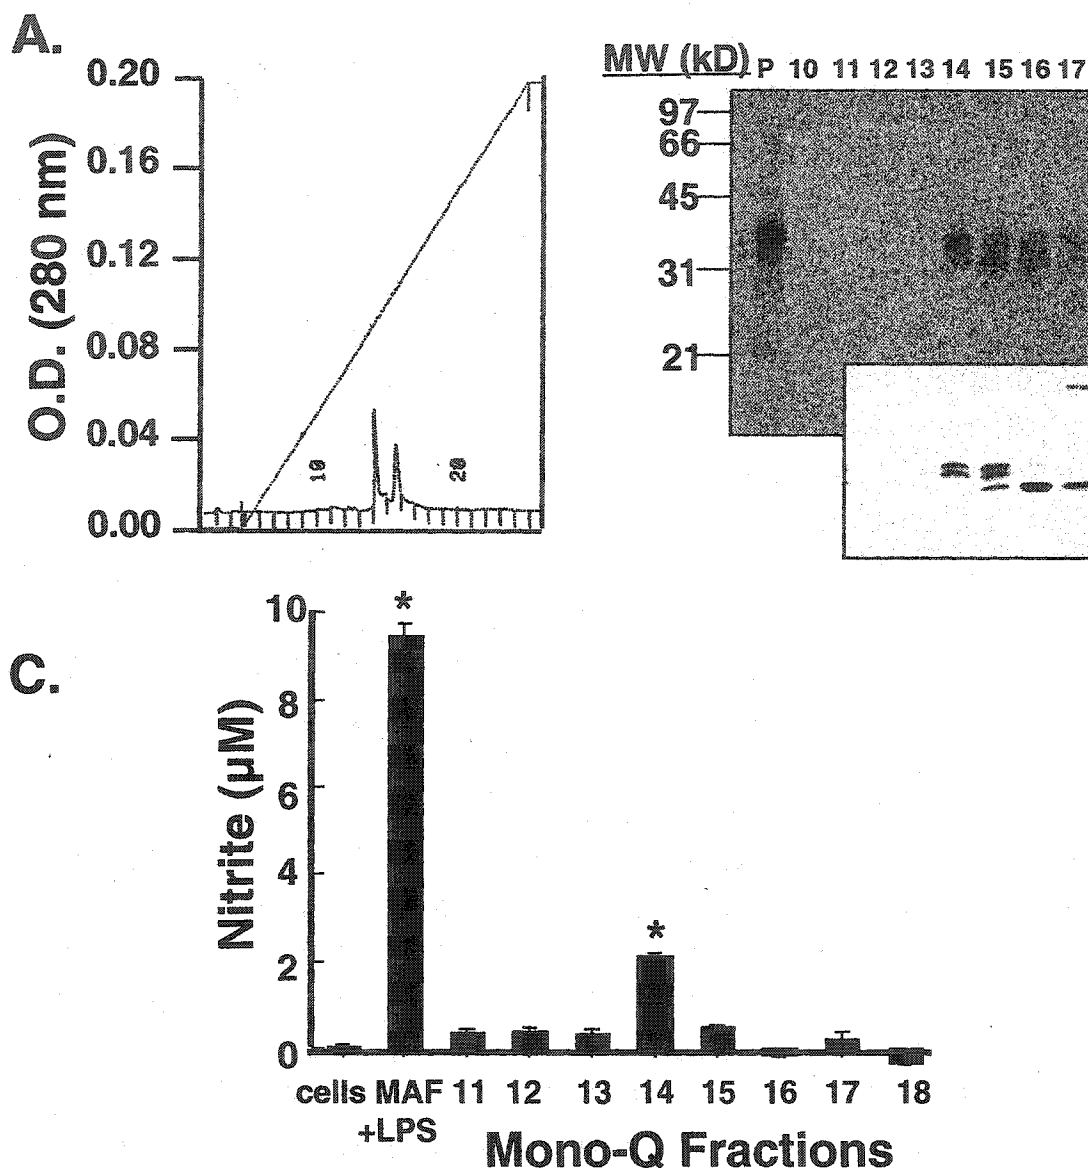 A.
O.D. (280 nm)
0.20
0.16
0.12
0.08
0.04
0.00
10
20
MW (kD) P 10 11 12 13 14 15 16 17
97
66
45
31
21
C.
Nitrite (µM)
10
8
6
4
2
0
*
*
cells MAF 11 12 13 14 15 16 17 18
+LPS
Mono-Q Fractions